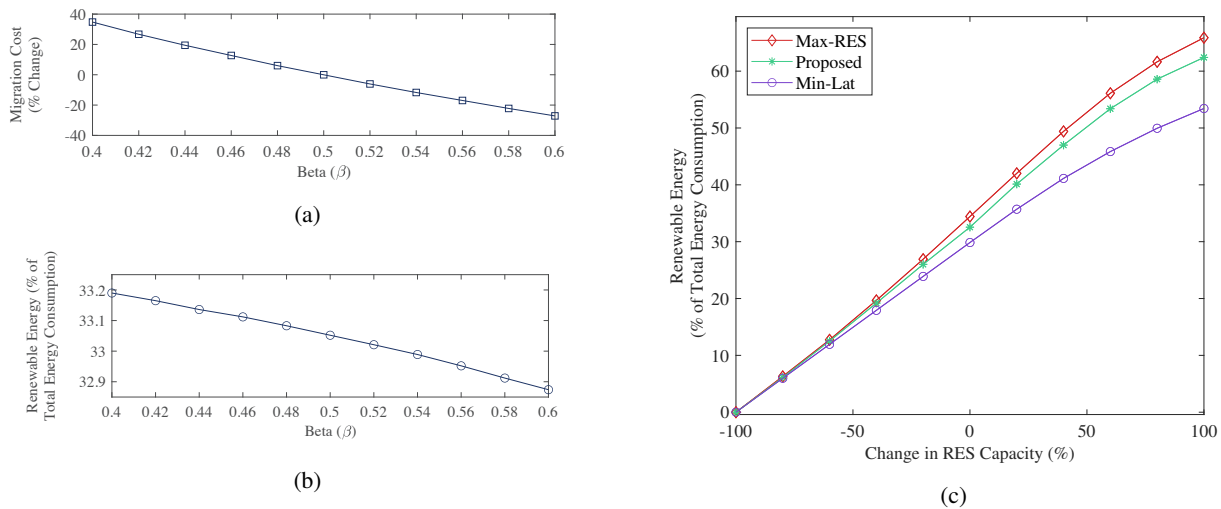 Migration Cost
(% Change)
40
20
0
-20
-40
0.4 0.42 0.44 0.46 0.48 0.5 0.52 0.54 0.56 0.58 0.6
Beta (β)
(a)
Renewable Energy (% of
Total Energy Consumption)
33.2
33.1
33
32.9
0.4 0.42 0.44 0.46 0.48 0.5 0.52 0.54 0.56 0.58 0.6
Beta (β)
(b)
Renewable Energy
(% of Total Energy Consumption)
Max-RES
Proposed
Min-Lat
60
50
40
30
20
10
0
-100 -50 0 50 100
Change in RES Capacity (%)
(c)